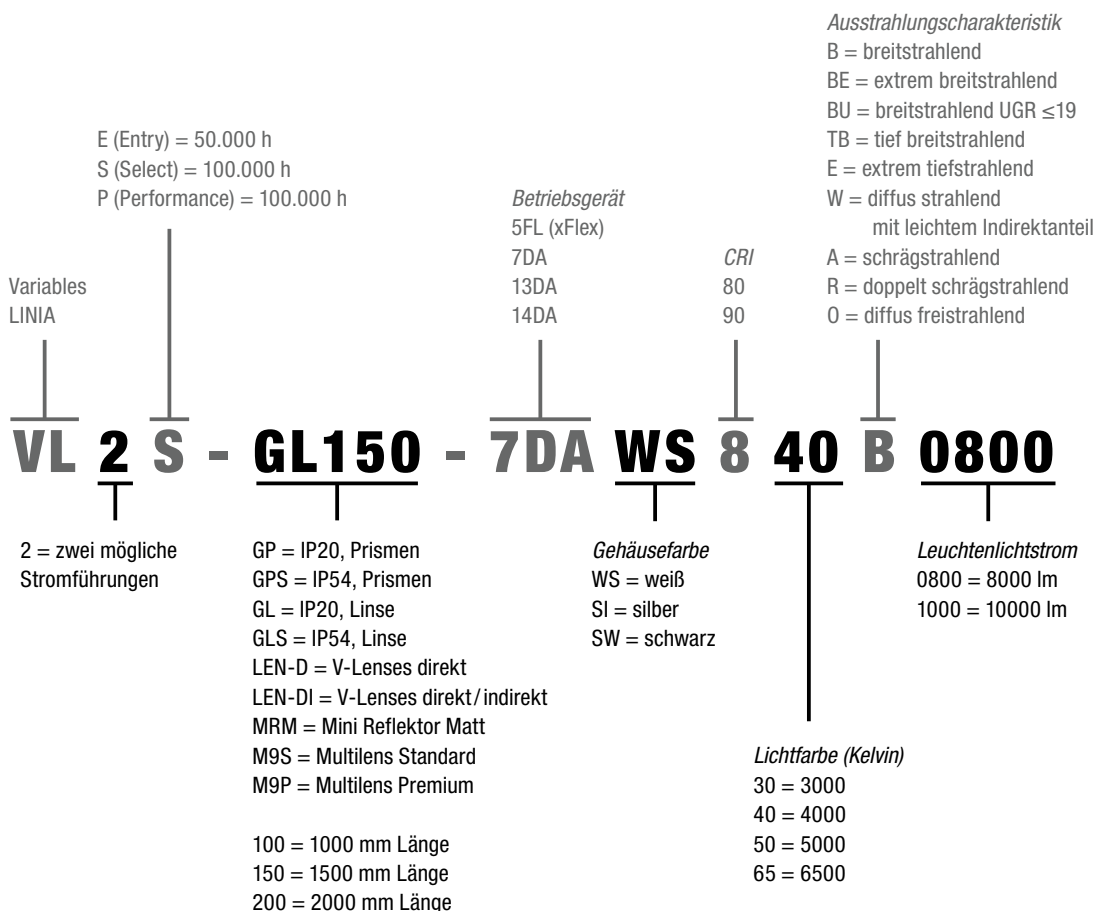 Ausstrahlungscharakteristik
B = breitstrahlend
BE = extrem breitstrahlend
BU = breitstrahlend UGR ≤19
TB = tief breitstrahlend
E = extrem tiefstrahlend
W = diffus strahlend
mit leichtem Indirektanteil
A = schrägstrahlend
R = doppelt schrägstrahlend
O = diffus freistrahlend
E (Entry) = 50.000 h
S (Select) = 100.000 h
P (Performance) = 100.000 h
Betriebsgerät
5FL (xFlex)
7DA
13DA
14DA
CRI
80
90
Variables
LINIA
VL 2 S - GL150 - 7DA WS 8 40 B 0800
2 = zwei mögliche
Stromführungen
GP = IP20, Prismen
GPS = IP54, Prismen
GL = IP20, Linse
GLS = IP54, Linse
LEN-D = V-Lenses direkt
LEN-DI = V-Lenses direkt/indirekt
MRM = Mini Reflektor Matt
M9S = Multilens Standard
M9P = Multilens Premium
100 = 1000 mm Länge
150 = 1500 mm Länge
200 = 2000 mm Länge
Gehäusefarbe
WS = weiß
SI = silber
SW = schwarz
Lichtfarbe (Kelvin)
30 = 3000
40 = 4000
50 = 5000
65 = 6500
Leuchtenlichtstrom
0800 = 8000 lm
1000 = 10000 lm